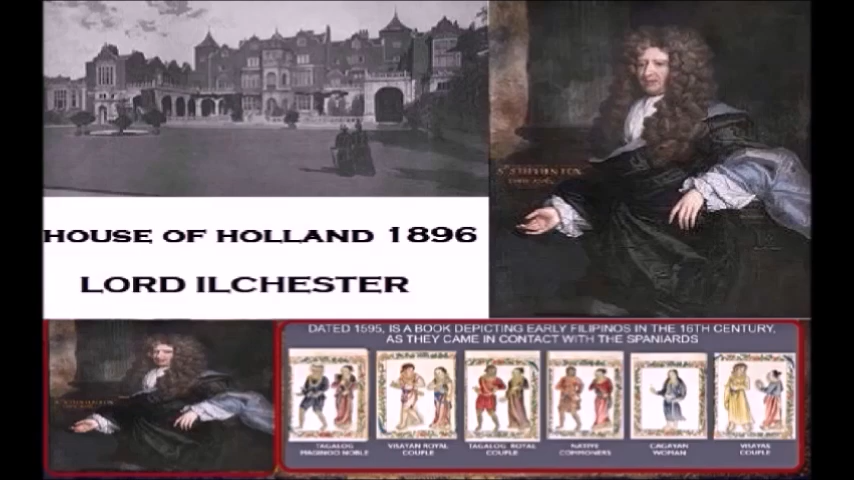 HOUSE OF HOLLAND 1896
LORD ILCHESTER
DATED 1595, IS A BOOK DEPICTING EARLY FILIPINOS IN THE 16TH CENTURY,
AS THEY CAME IN CONTACT WITH THE SPANIARDS
TAGALOG
MAGINOO NOBLE
VISAYAN ROYAL
COUPLE
TAGALOG ROYAL
COUPLE
NATIVE
COMMONERS
CAGAYAN
WOMAN
VISAYAS
COUPLE